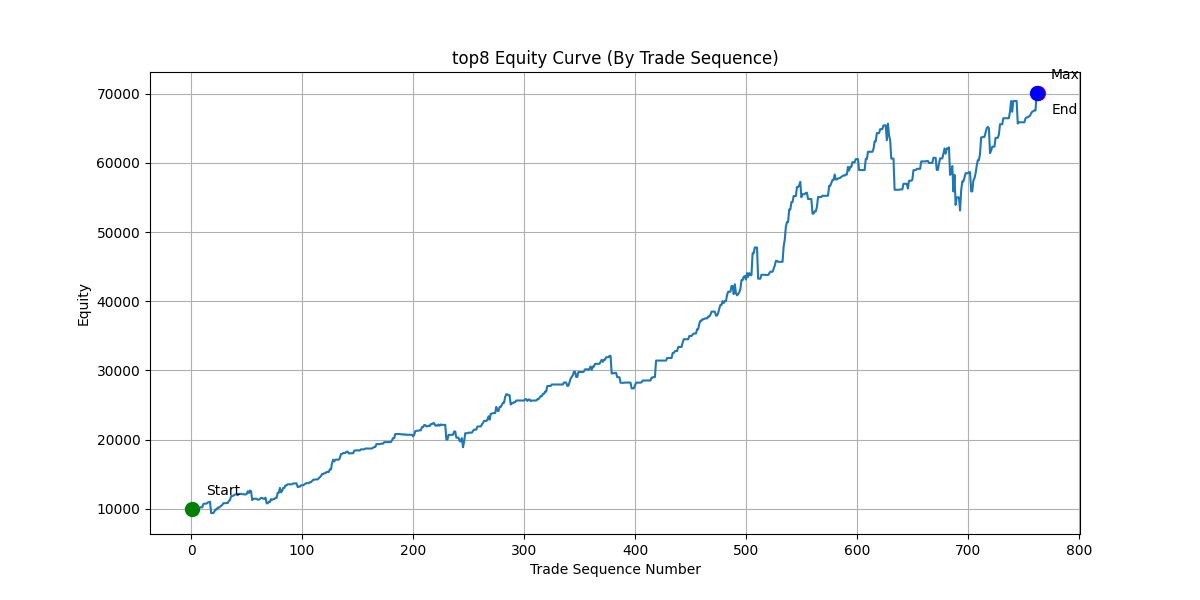 top8 Equity Curve (By Trade Sequence)
Max
70000
End
60000
50000
Equity
40000
30000
20000
Start
10000
0 100 200 300 400 500 600 700 800
Trade Sequence Number